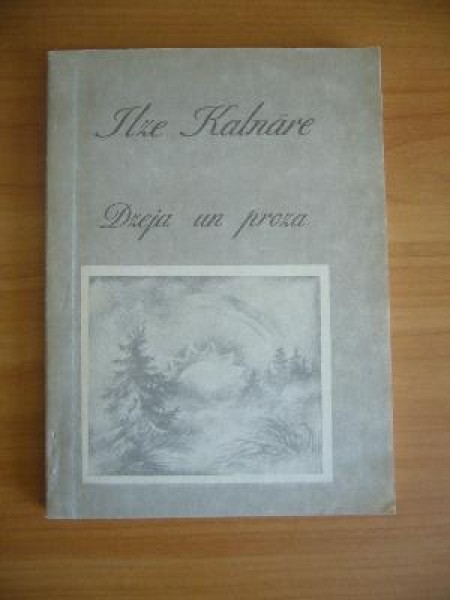 Ilze Kalnāre
Dzeja un proza